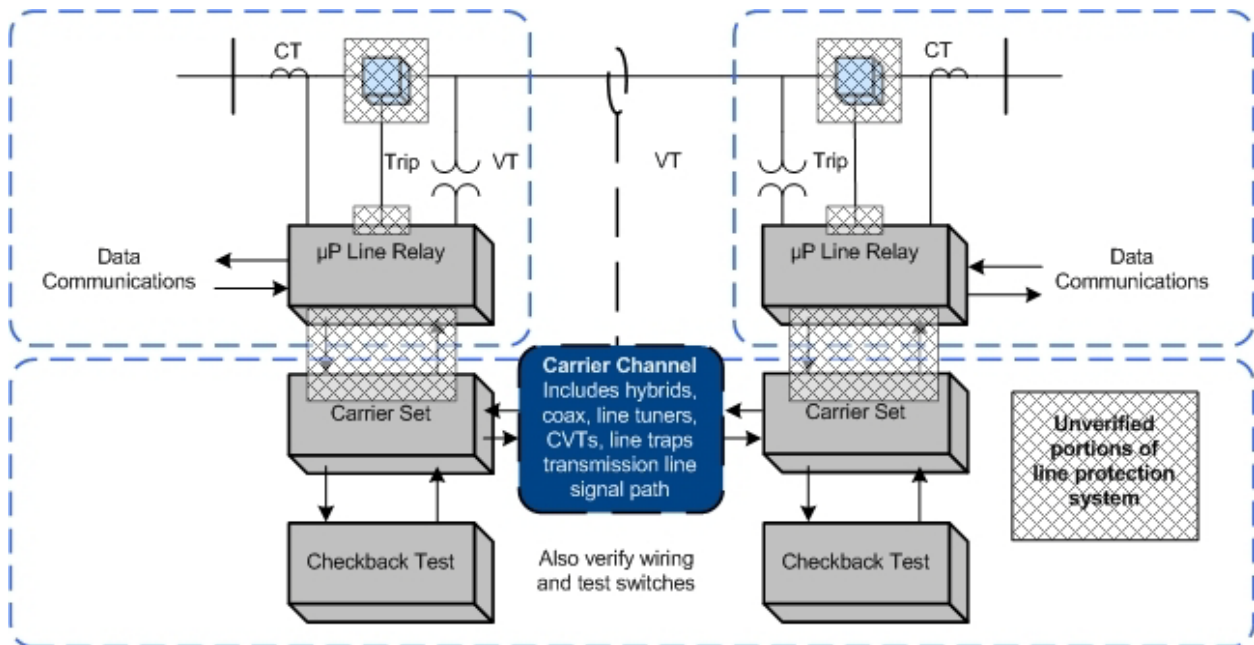 CT
CT
Trip
VT
VT
Trip
µP Line Relay
µP Line Relay
Data
Communications
Data
Communications
Carrier Channel
Includes hybrids,
coax, line tuners,
CVTs, line traps
transmission line
signal path
Carrier Set
Carrier Set
Unverified
portions of
line protection
system
Checkback Test
Also verify wiring
and test switches
Checkback Test